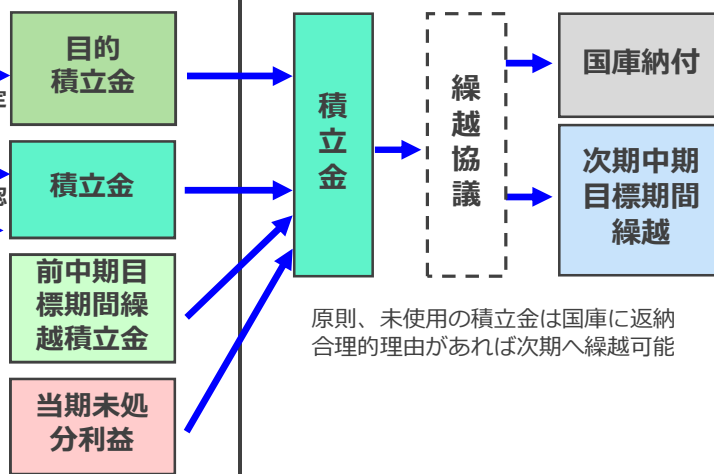 目的
積立金
積立金
前中期目
標期間繰
越積立金
当期未処
分利益
積立金
繰越協議
国庫納付
次期中期
目標期間
繰越
原則、未使用の積立金は国庫に返納
合理的理由があれば次期へ繰越可能